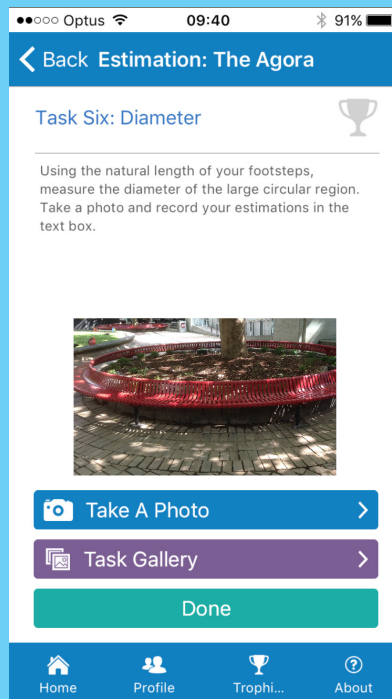 Optus 09:40 91%
Back Estimation: The Agora
Task Six: Diameter
Using the natural length of your footsteps,
measure the diameter of the large circular region.
Take a photo and record your estimations in the
text box.
Take A Photo
Task Gallery
Done
Home Profile Trophi... About